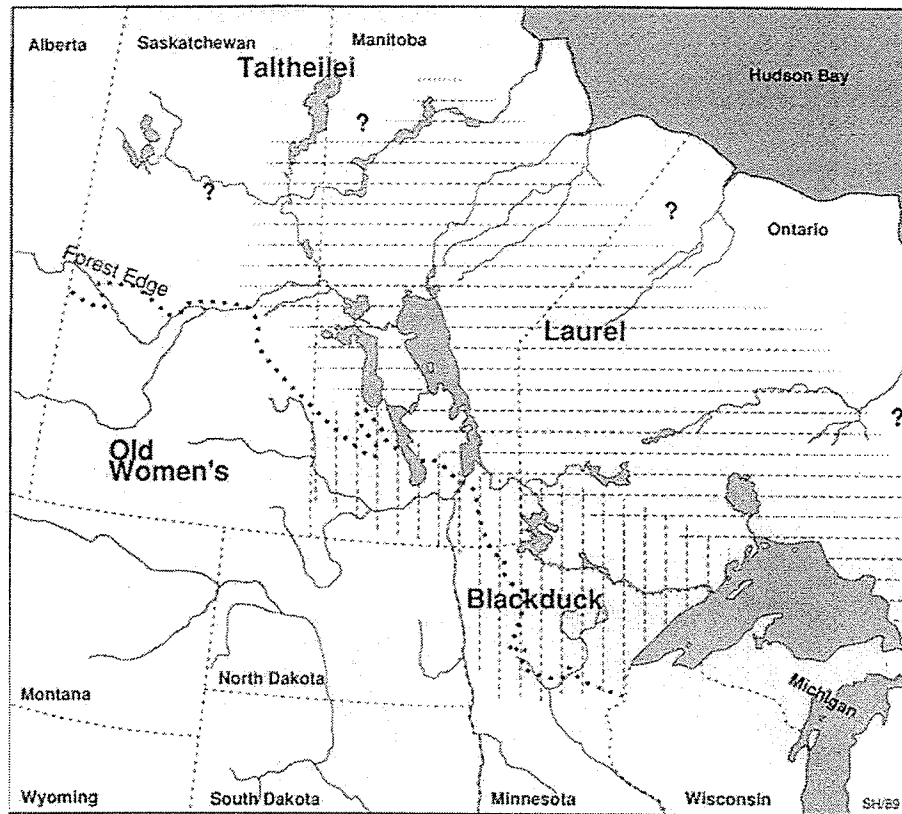 Alberta
Saskatchewan
Manitoba
Taltheilei
Hudson Bay
?
?
?
Ontario
Forest Edge
Laurel
?
Old
Women's
Blackduck
North Dakota
Montana
Michigan
Wyoming
South Dakota
Minnesota
Wisconsin
SH/89